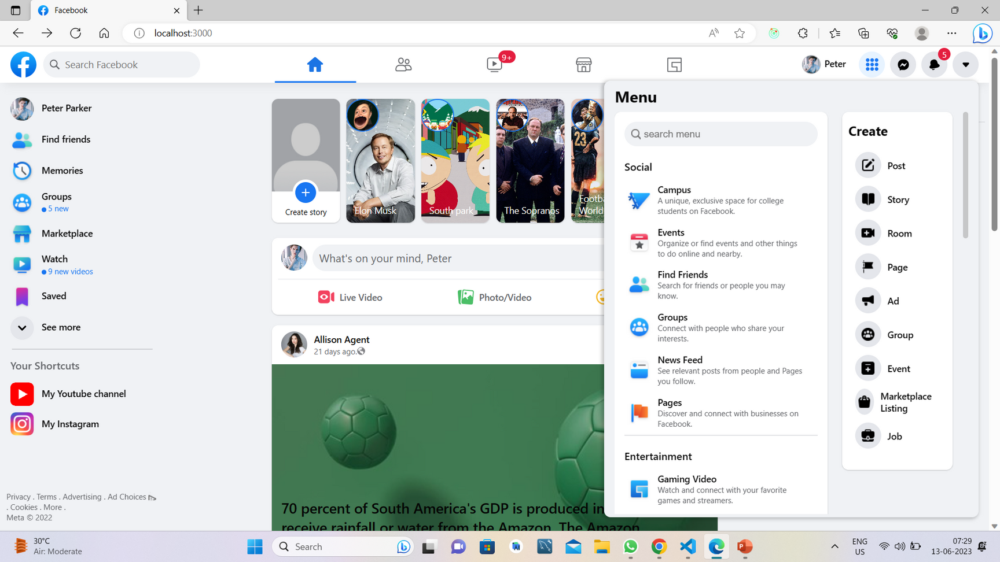 Facebook
localhost:3000
Search Facebook
9+
Peter
5
Peter Parker
Find friends
Memories
Groups
5 new
Marketplace
Watch
9 new videos
Saved
See more
Your Shortcuts
My Youtube channel
My Instagram
Privacy . Terms . Advertising . Ad Choices
. Cookies . More .
Meta © 2022
Create story
Elon Musk
South park
The Sopranos
Footba
World
What's on your mind, Peter
Live Video
Photo/Video
Allison Agent
21 days ago.
70 percent of South America's GDP is produced in
receive rainfall or water from the Amazon. The Amazon
Menu
search menu
Social
Campus
A unique, exclusive space for college
students on Facebook.
Events
Organize or find events and other things
to do online and nearby.
Find Friends
Search for friends or people you may
know.
Groups
Connect with people who share your
interests.
News Feed
See relevant posts from people and Pages
you follow.
Pages
Discover and connect with businesses on
Facebook.
Entertainment
Gaming Video
Watch and connect with your favorite
games and streamers.
Create
Post
Story
Room
Page
Ad
Group
Event
Marketplace
Listing
Job
30°C
Air: Moderate
Search
ENG
US
07:29
13-06-2023